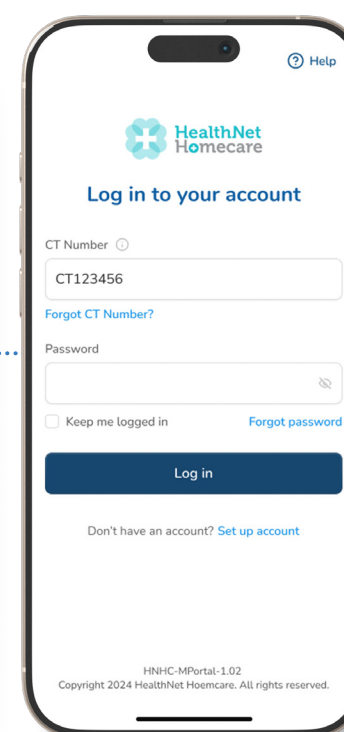 Help
HealthNet
Homecare
Log in to your account
CT Number
CT123456
Forgot CT Number?
Password
Keep me logged in
Forgot password
Log in
Don't have an account? Set up account
HNHC-MPortal-1.02
Copyright 2024 HealthNet Hoemcare. All rights reserved.